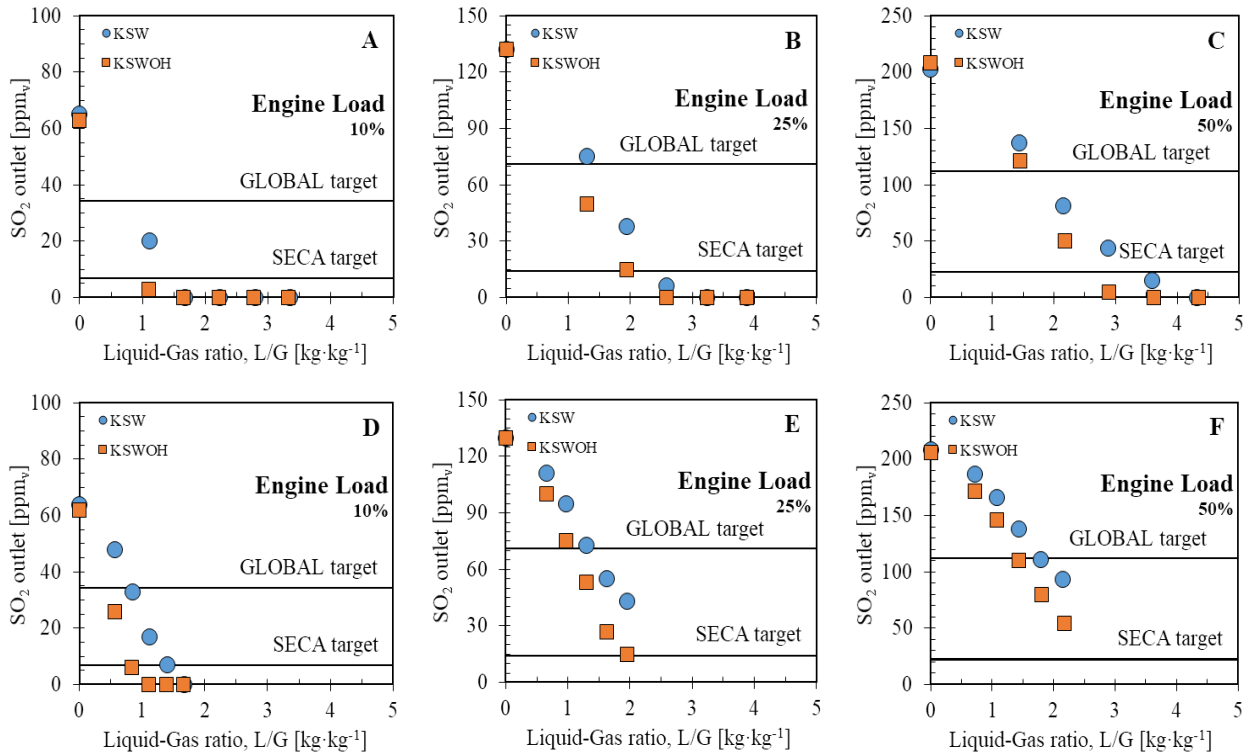 100
80
60
40
20
0
SO2 outlet [ppmv]
KSW
KSWOH
A
Engine Load
10%
GLOBAL target
SECA target
0 1 2 3 4 5
Liquid-Gas ratio, L/G [kg·kg-1]
150
120
90
60
30
0
SO2 outlet [ppmv]
KSW
KSWOH
B
Engine Load
25%
GLOBAL target
SECA target
0 1 2 3 4 5
Liquid-Gas ratio, L/G [kg·kg-1]
250
200
150
100
50
0
SO2 outlet [ppmv]
KSW
KSWOH
C
Engine Load
50%
GLOBAL target
SECA target
0 1 2 3 4 5
Liquid-Gas ratio, L/G [kg·kg-1]
100
80
60
40
20
0
SO2 outlet [ppmv]
KSW
KSWOH
D
Engine Load
10%
GLOBAL target
SECA target
0 1 2 3 4 5
Liquid-Gas ratio, L/G [kg·kg-1]
150
120
90
60
30
0
SO2 outlet [ppmv]
KSW
KSWOH
E
Engine Load
25%
GLOBAL target
SECA target
0 1 2 3 4 5
Liquid-Gas ratio, L/G [kg·kg-1]
250
200
150
100
50
0
SO2 outlet [ppmv]
KSW
KSWOH
F
Engine Load
50%
GLOBAL target
SECA target
0 1 2 3 4 5
Liquid-Gas ratio, L/G [kg·kg-1]